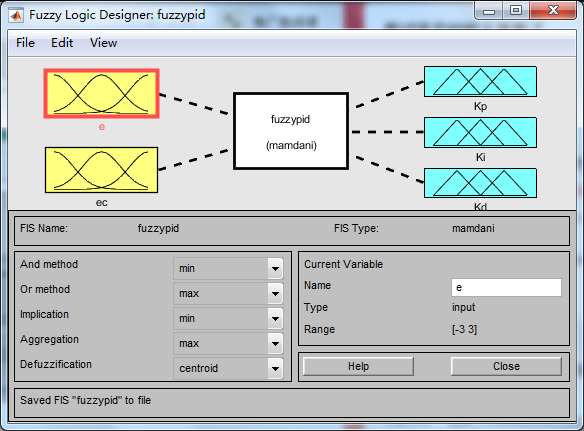 Fuzzy Logic Designer: fuzzypid
File Edit View
e
ec
fuzzypid
(mamdani)
Kp
Ki
Kd
FIS Name: fuzzypid FIS Type: mamdani
And method min
Or method max
Implication min
Aggregation max
Defuzzification centroid
Current Variable
Name e
Type input
Range [-3 3]
Help Close
Saved FIS "fuzzypid" to file